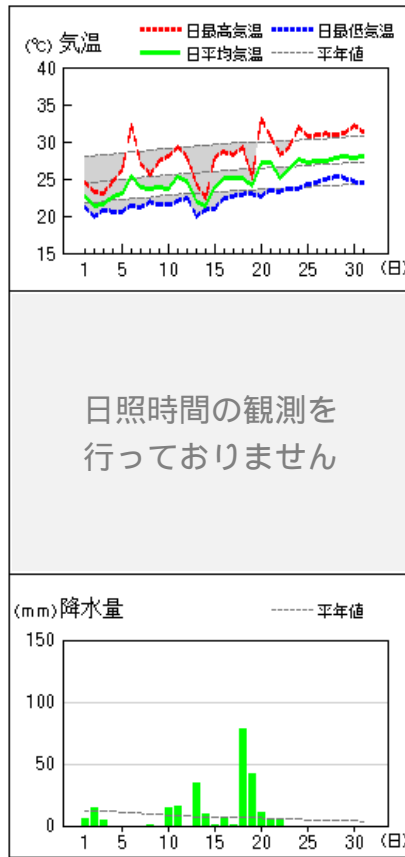 日最高気温 日最低気温
(℃) 気温 日平均気温 平年値
40
35
30
25
20
15
1 5 10 15 20 25 30 (日)
日照時間の観測を
行っておりません
(mm) 降水量 平年値
150
100
50
0
1 5 10 15 20 25 30 (日)